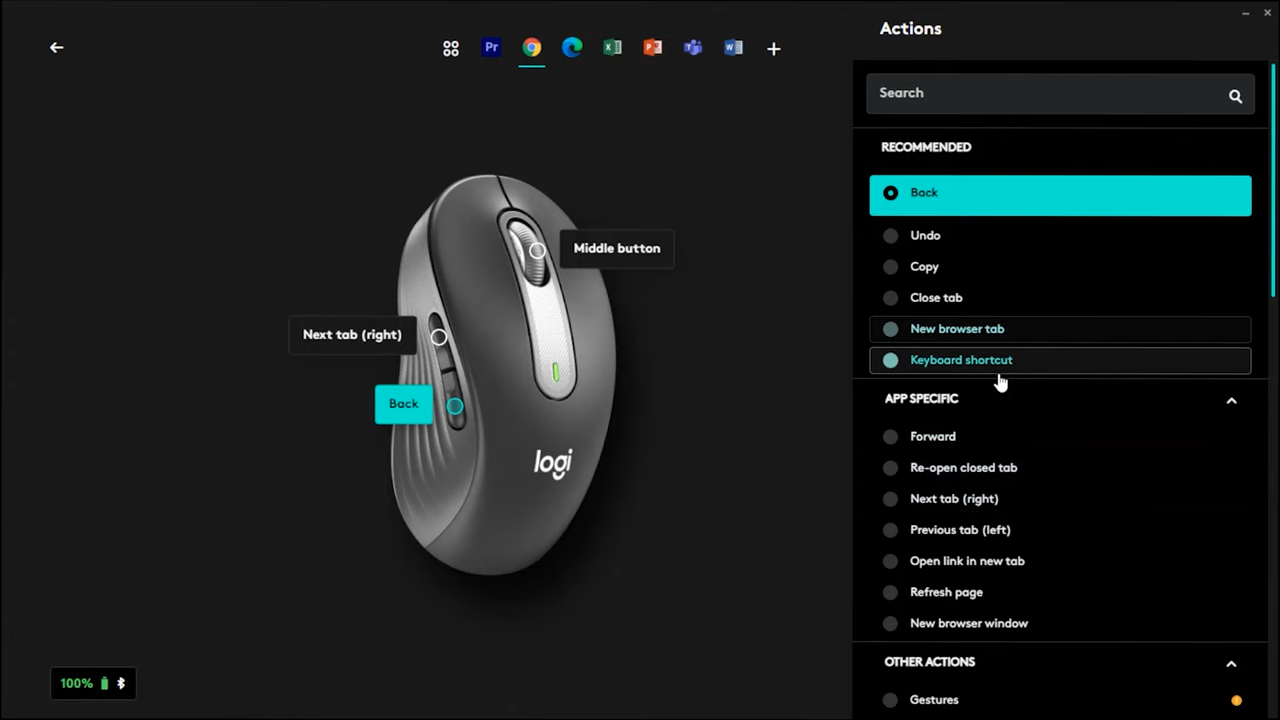 Pr
Actions
Search
RECOMMENDED
Back
Undo
Copy
Close tab
New browser tab
Keyboard shortcut
APP SPECIFIC
Forward
Re-open closed tab
Next tab (right)
Previous tab (left)
Open link in new tab
Refresh page
New browser window
OTHER ACTIONS
Gestures
Middle button
Next tab (right)
Back
logi
100%